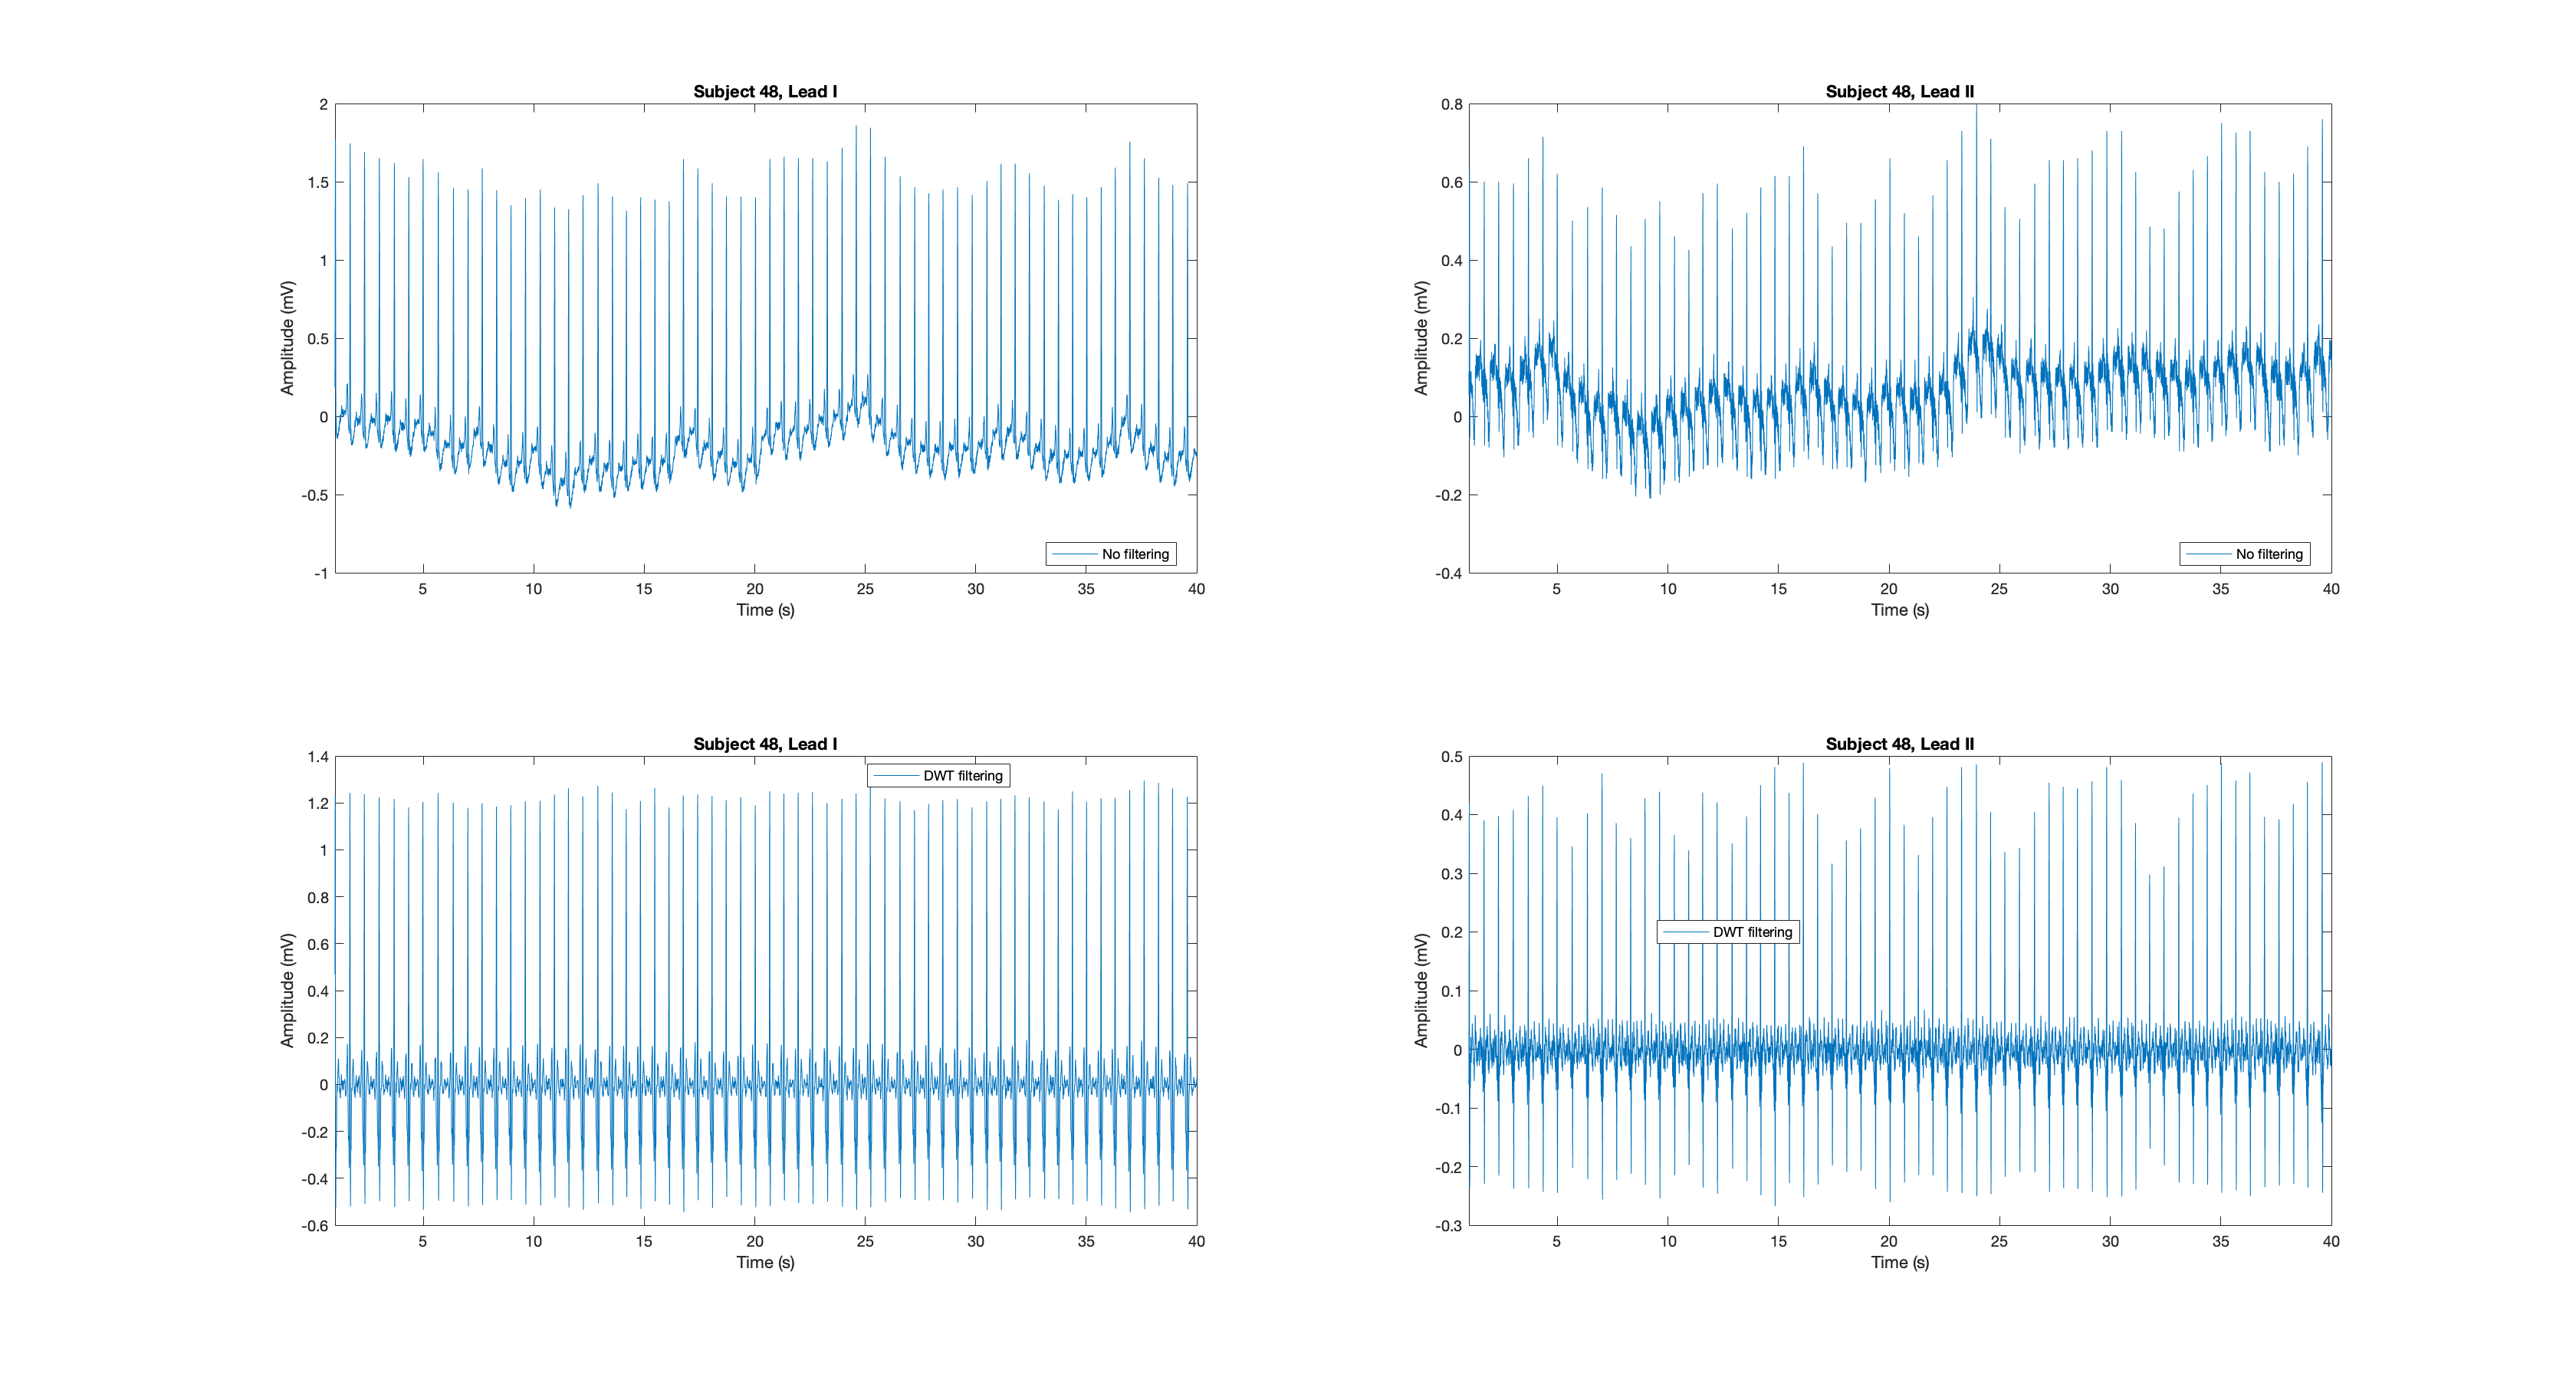 Subject 48, Lead I
2
1.5
1
0.5
0
-0.5
-1
Amplitude (mV)
No filtering
5 10 15 20 25 30 35 40
Time (s)
Subject 48, Lead II
0.8
0.6
0.4
0.2
0
-0.2
-0.4
Amplitude (mV)
No filtering
5 10 15 20 25 30 35 40
Time (s)
Subject 48, Lead I
1.4
1.2
1
0.8
0.6
0.4
0.2
0
-0.2
-0.4
-0.6
Amplitude (mV)
DWT filtering
5 10 15 20 25 30 35 40
Time (s)
Subject 48, Lead II
0.5
0.4
0.3
0.2
0.1
0
-0.1
-0.2
-0.3
Amplitude (mV)
DWT filtering
5 10 15 20 25 30 35 40
Time (s)